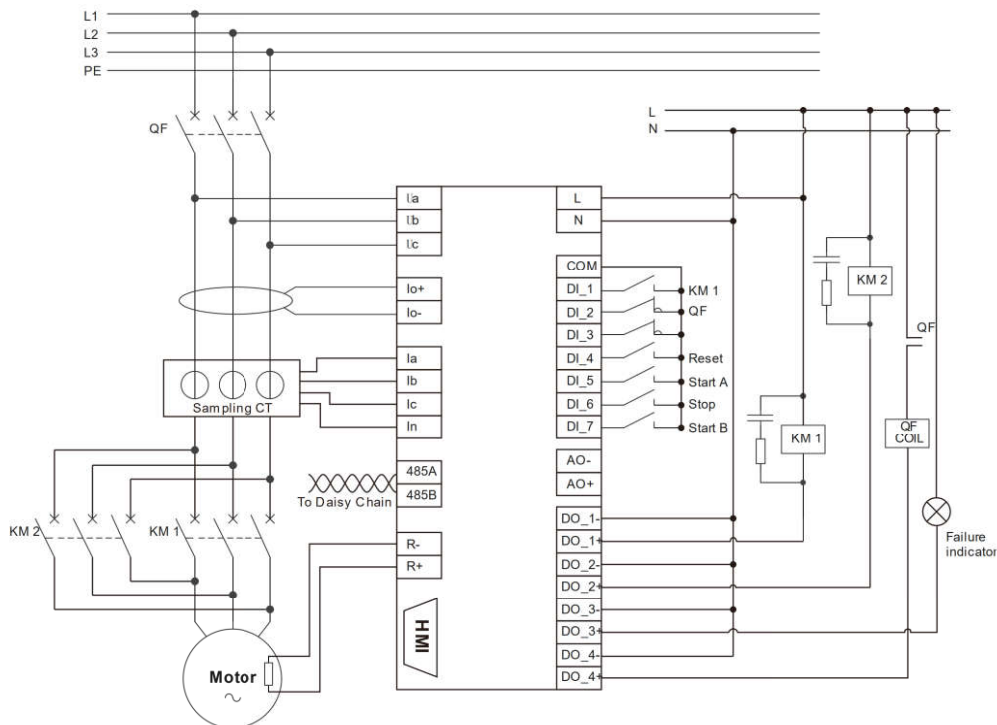 L1
L2
L3
PE
QF
L
N
Ua
Ub
Uc
Io+
Io-
Ia
Ib
Ic
In
Sampling CT
485A
485B
To Daisy Chain
KM 2
KM 1
R-
R+
HMI
Motor
L
N
COM
DI_1
KM 1
DI_2
QF
DI_3
DI_4
Reset
DI_5
Start A
DI_6
Stop
DI_7
Start B
AO-
AO+
DO_1-
DO_1+
DO_2-
DO_2+
DO_3-
DO_3+
DO_4-
DO_4+
KM 2
KM 1
QF
QF
COIL
Failure
indicator